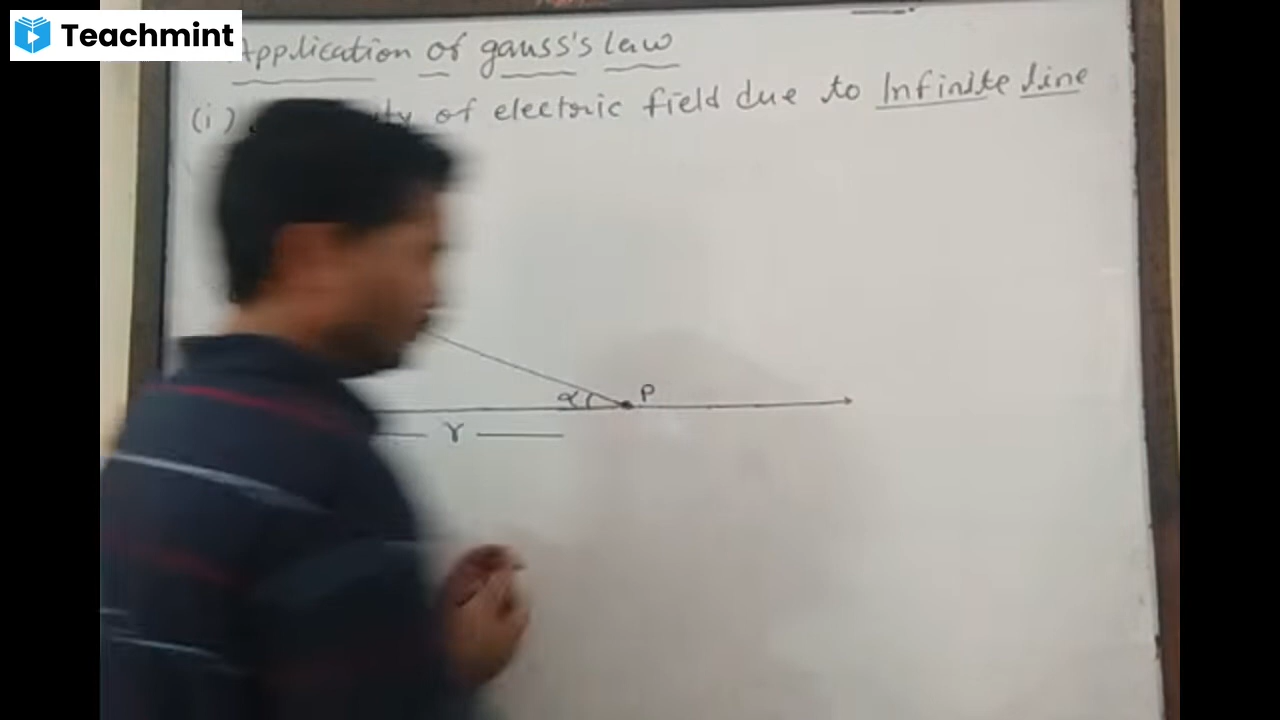 Teachmint
Application of gauss's law
(i) of electric field due to Infinite line
α P
r